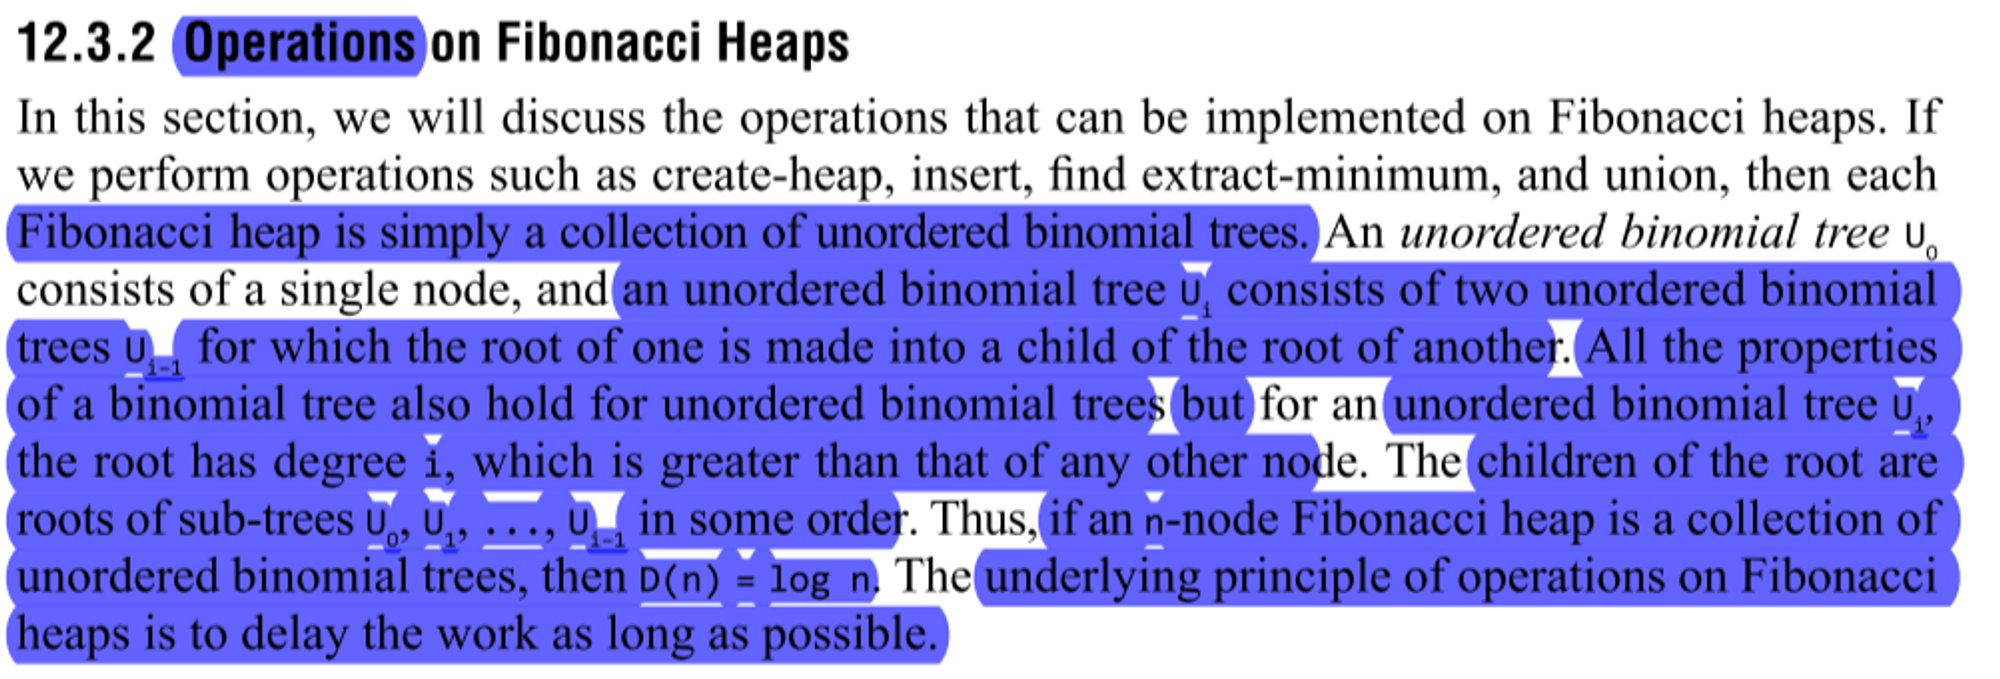 12.3.2 Operations on Fibonacci Heaps
In this section, we will discuss the operations that can be implemented on Fibonacci heaps. If
we perform operations such as create-heap, insert, find extract-minimum, and union, then each
Fibonacci heap is simply a collection of unordered binomial trees. An unordered binomial tree U₀
consists of a single node, and an unordered binomial tree Uᵢ consists of two unordered binomial
trees Uᵢ₋₁ for which the root of one is made into a child of the root of another. All the properties
of a binomial tree also hold for unordered binomial trees but for an unordered binomial tree Uᵢ,
the root has degree i, which is greater than that of any other node. The children of the root are
roots of sub-trees U₀, U₁, ..., Uᵢ₋₁ in some order. Thus, if an n-node Fibonacci heap is a collection of
unordered binomial trees, then D(n) = log n. The underlying principle of operations on Fibonacci
heaps is to delay the work as long as possible.